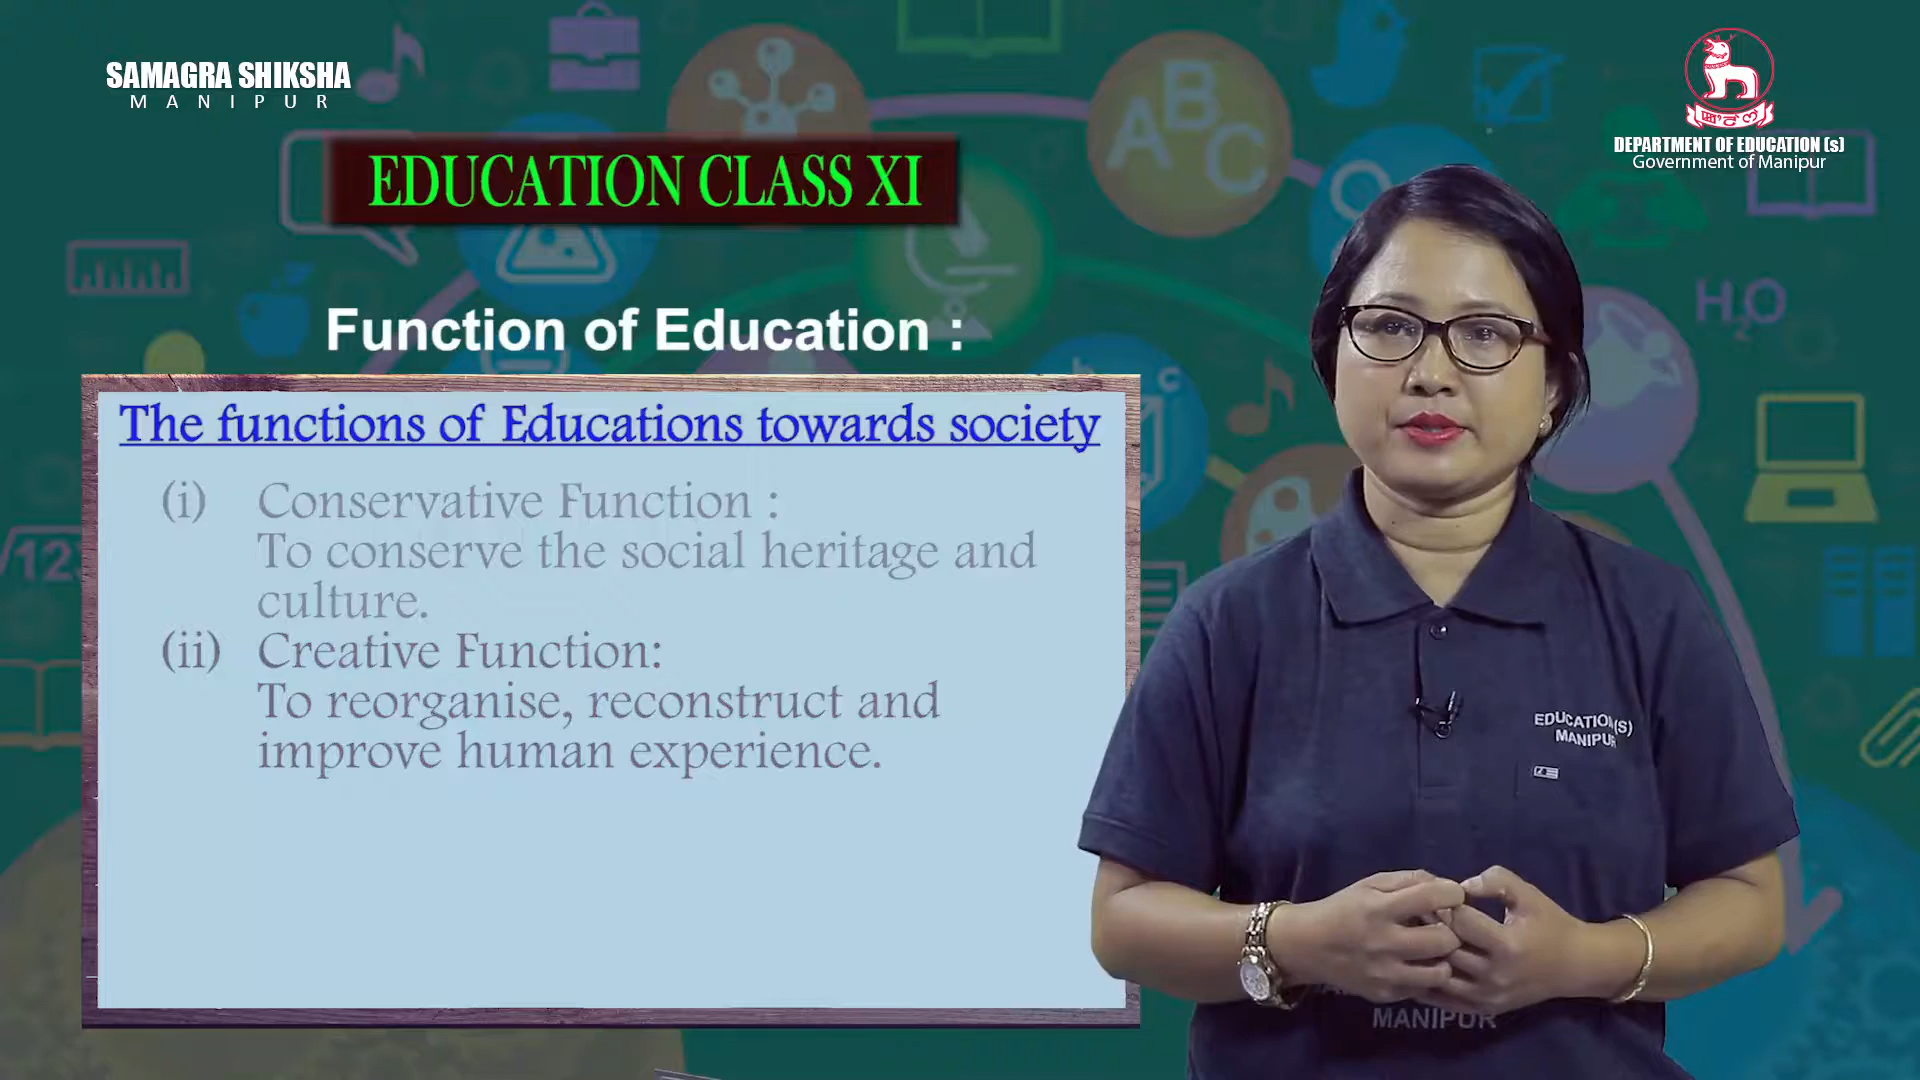 SAMAGRA SHIKSHA
MANIPUR
DEPARTMENT OF EDUCATION (s)
Government of Manipur
EDUCATION CLASS XI
ABC
H2O
Function of Education :
The functions of Educations towards society
(i) Conservative Function :
To conserve the social heritage and
culture.
(ii) Creative Function:
To reorganise, reconstruct and
improve human experience.
EDUCATION(S)
MANIPUR
MANIPUR